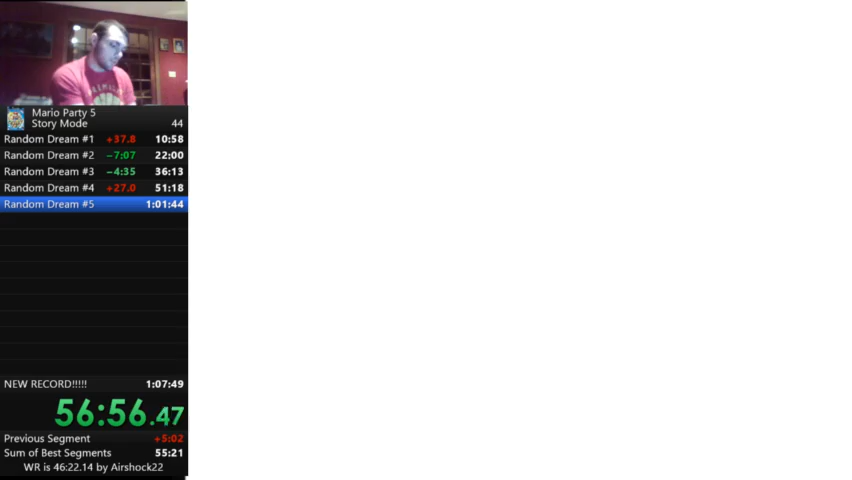 Mario Party 5
Story Mode 44
Random Dream #1 +37.8 10:58
Random Dream #2 −7:07 22:00
Random Dream #3 −4:35 36:13
Random Dream #4 +27.0 51:18
Random Dream #5 1:01:44
NEW RECORD!!!!! 1:07:49
56:56.47
Previous Segment +5:02
Sum of Best Segments 55:21
WR is 46:22.14 by Airshock22